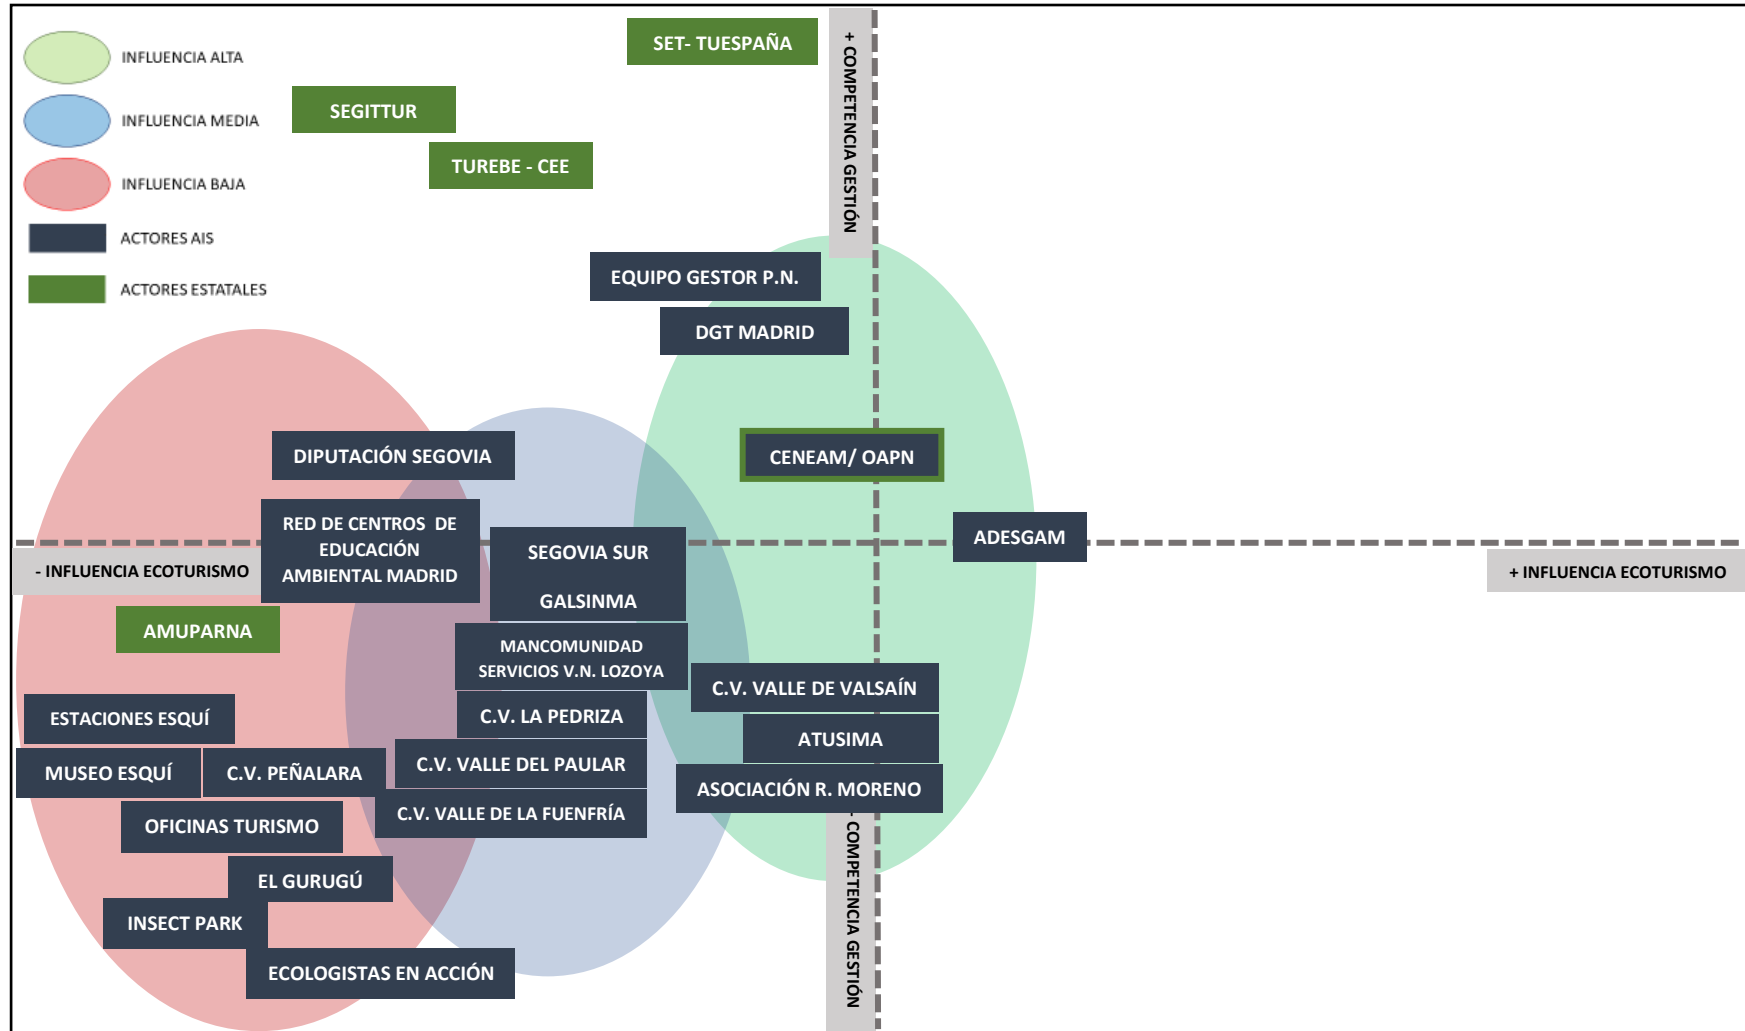 INFLUENCIA ALTA
INFLUENCIA MEDIA
INFLUENCIA BAJA
ACTORES AIS
ACTORES ESTATALES
SET- TUESPAÑA
SEGITTUR
TUREBE - CEE
+ COMPETENCIA GESTIÓN
EQUIPO GESTOR P.N.
DGT MADRID
DIPUTACIÓN SEGOVIA
CENEAM/ OAPN
RED DE CENTROS DE
EDUCACIÓN
AMBIENTAL MADRID
SEGOVIA SUR
GALSINMA
ADESGAM
- INFLUENCIA ECOTURISMO
+ INFLUENCIA ECOTURISMO
AMUPARNA
MANCOMUNIDAD
SERVICIOS V.N. LOZOYA
C.V. VALLE DE VALSAÍN
ESTACIONES ESQUÍ
C.V. LA PEDRIZA
ATUSIMA
MUSEO ESQUÍ
C.V. PEÑALARA
C.V. VALLE DEL PAULAR
ASOCIACIÓN R. MORENO
OFICINAS TURISMO
C.V. VALLE DE LA FUENFRÍA
EL GURUGÚ
INSECT PARK
ECOLOGISTAS EN ACCIÓN
- COMPETENCIA GESTIÓN